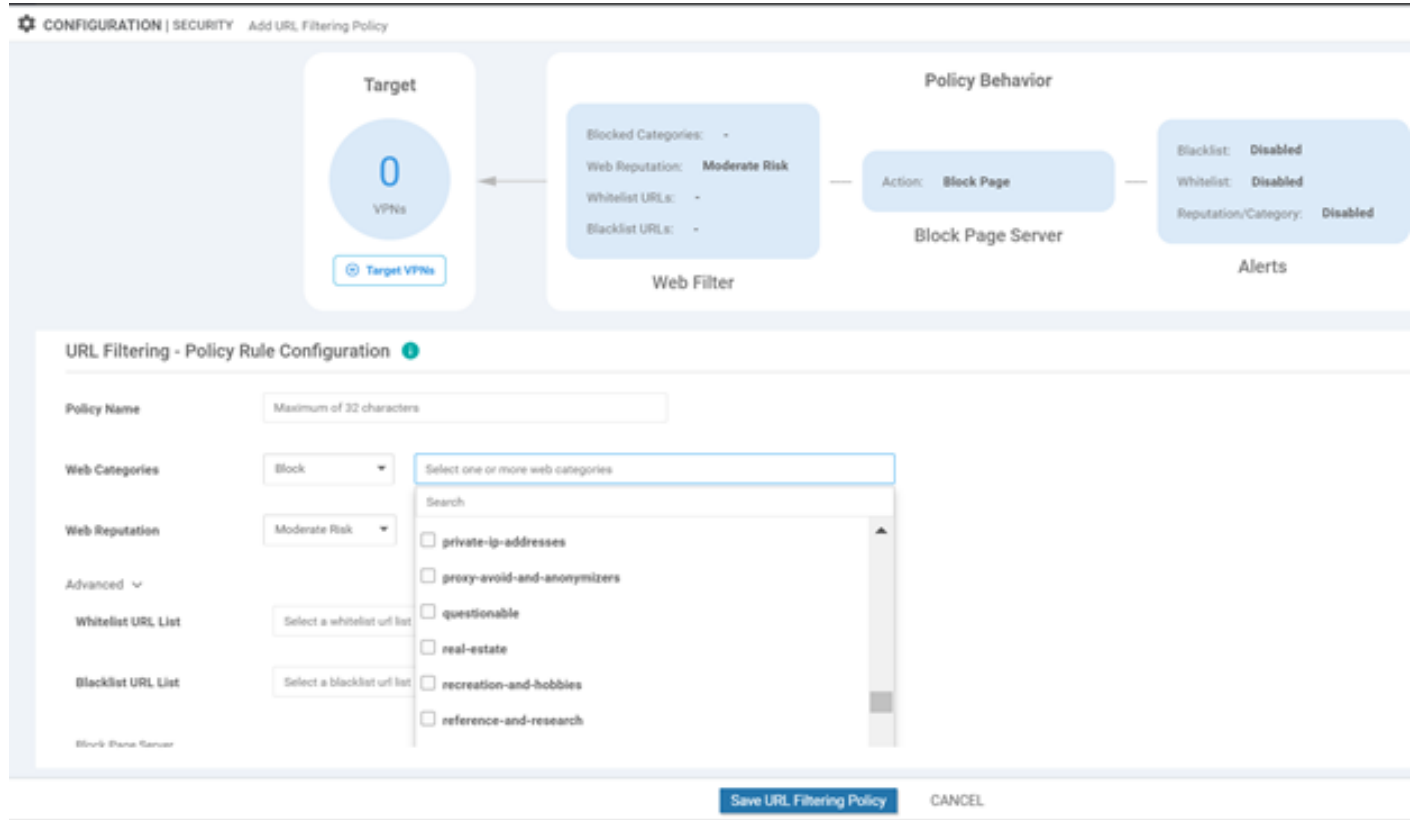 CONFIGURATION | SECURITY Add URL Filtering Policy
Target
0
VPNs
Target VPNs
Policy Behavior
Blocked Categories: -
Web Reputation: Moderate Risk
Whitelist URLs: -
Blacklist URLs: -
Web Filter
Action: Block Page
Block Page Server
Blacklist: Disabled
Whitelist: Disabled
Reputation/Category: Disabled
Alerts
URL Filtering - Policy Rule Configuration
Policy Name Maximum of 32 characters
Web Categories Block Select one or more web categories
Search
Web Reputation Moderate Risk
private-ip-addresses
proxy-avoid-and-anonymizers
questionable
real-estate
recreation-and-hobbies
reference-and-research
Advanced
Whitelist URL List Select a whitelist url list
Blacklist URL List Select a blacklist url list
Block Page Server
Save URL Filtering Policy CANCEL